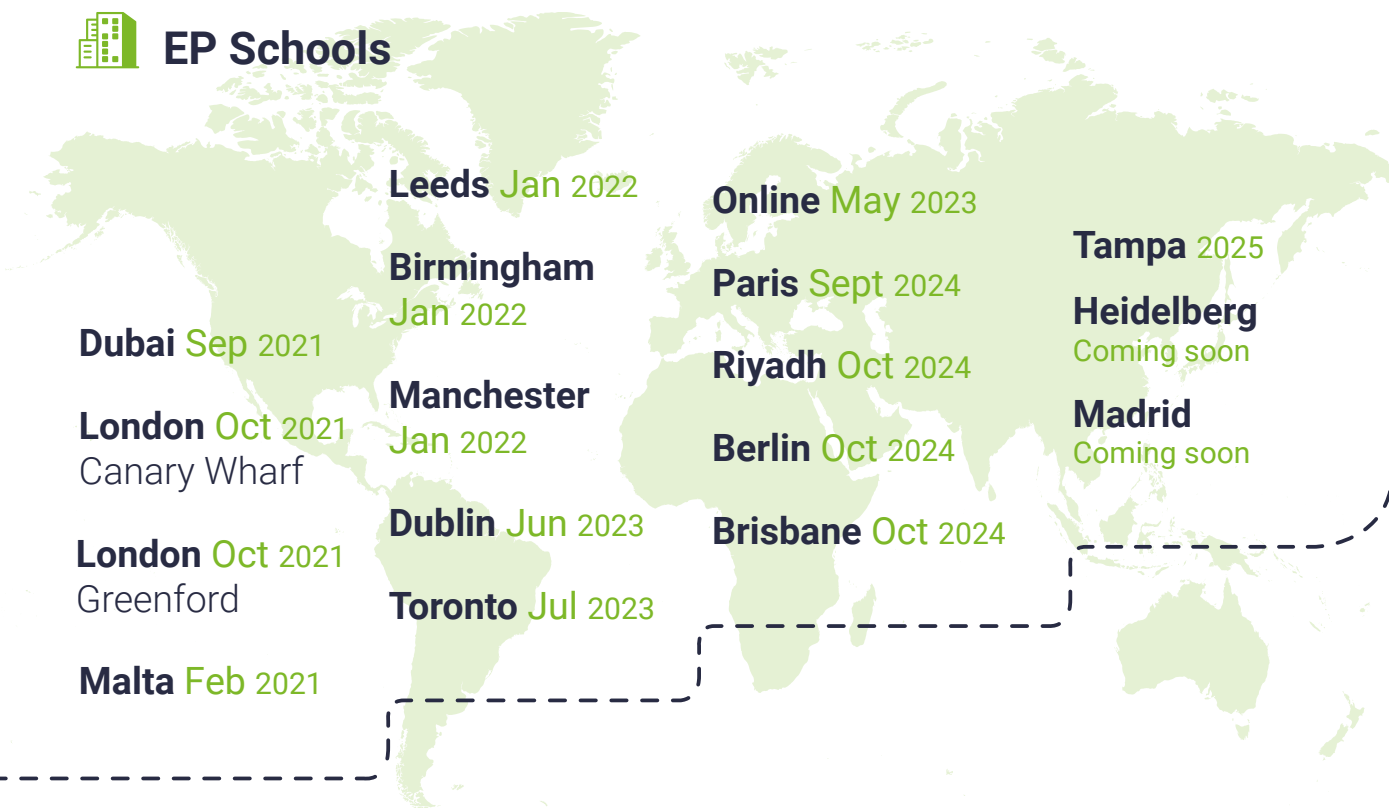 EP Schools
Dubai Sep 2021
London Oct 2021
Canary Wharf
London Oct 2021
Greenford
Malta Feb 2021
Leeds Jan 2022
Birmingham
Jan 2022
Manchester
Jan 2022
Dublin Jun 2023
Toronto Jul 2023
Online May 2023
Paris Sept 2024
Riyadh Oct 2024
Berlin Oct 2024
Brisbane Oct 2024
Tampa 2025
Heidelberg
Coming soon
Madrid
Coming soon